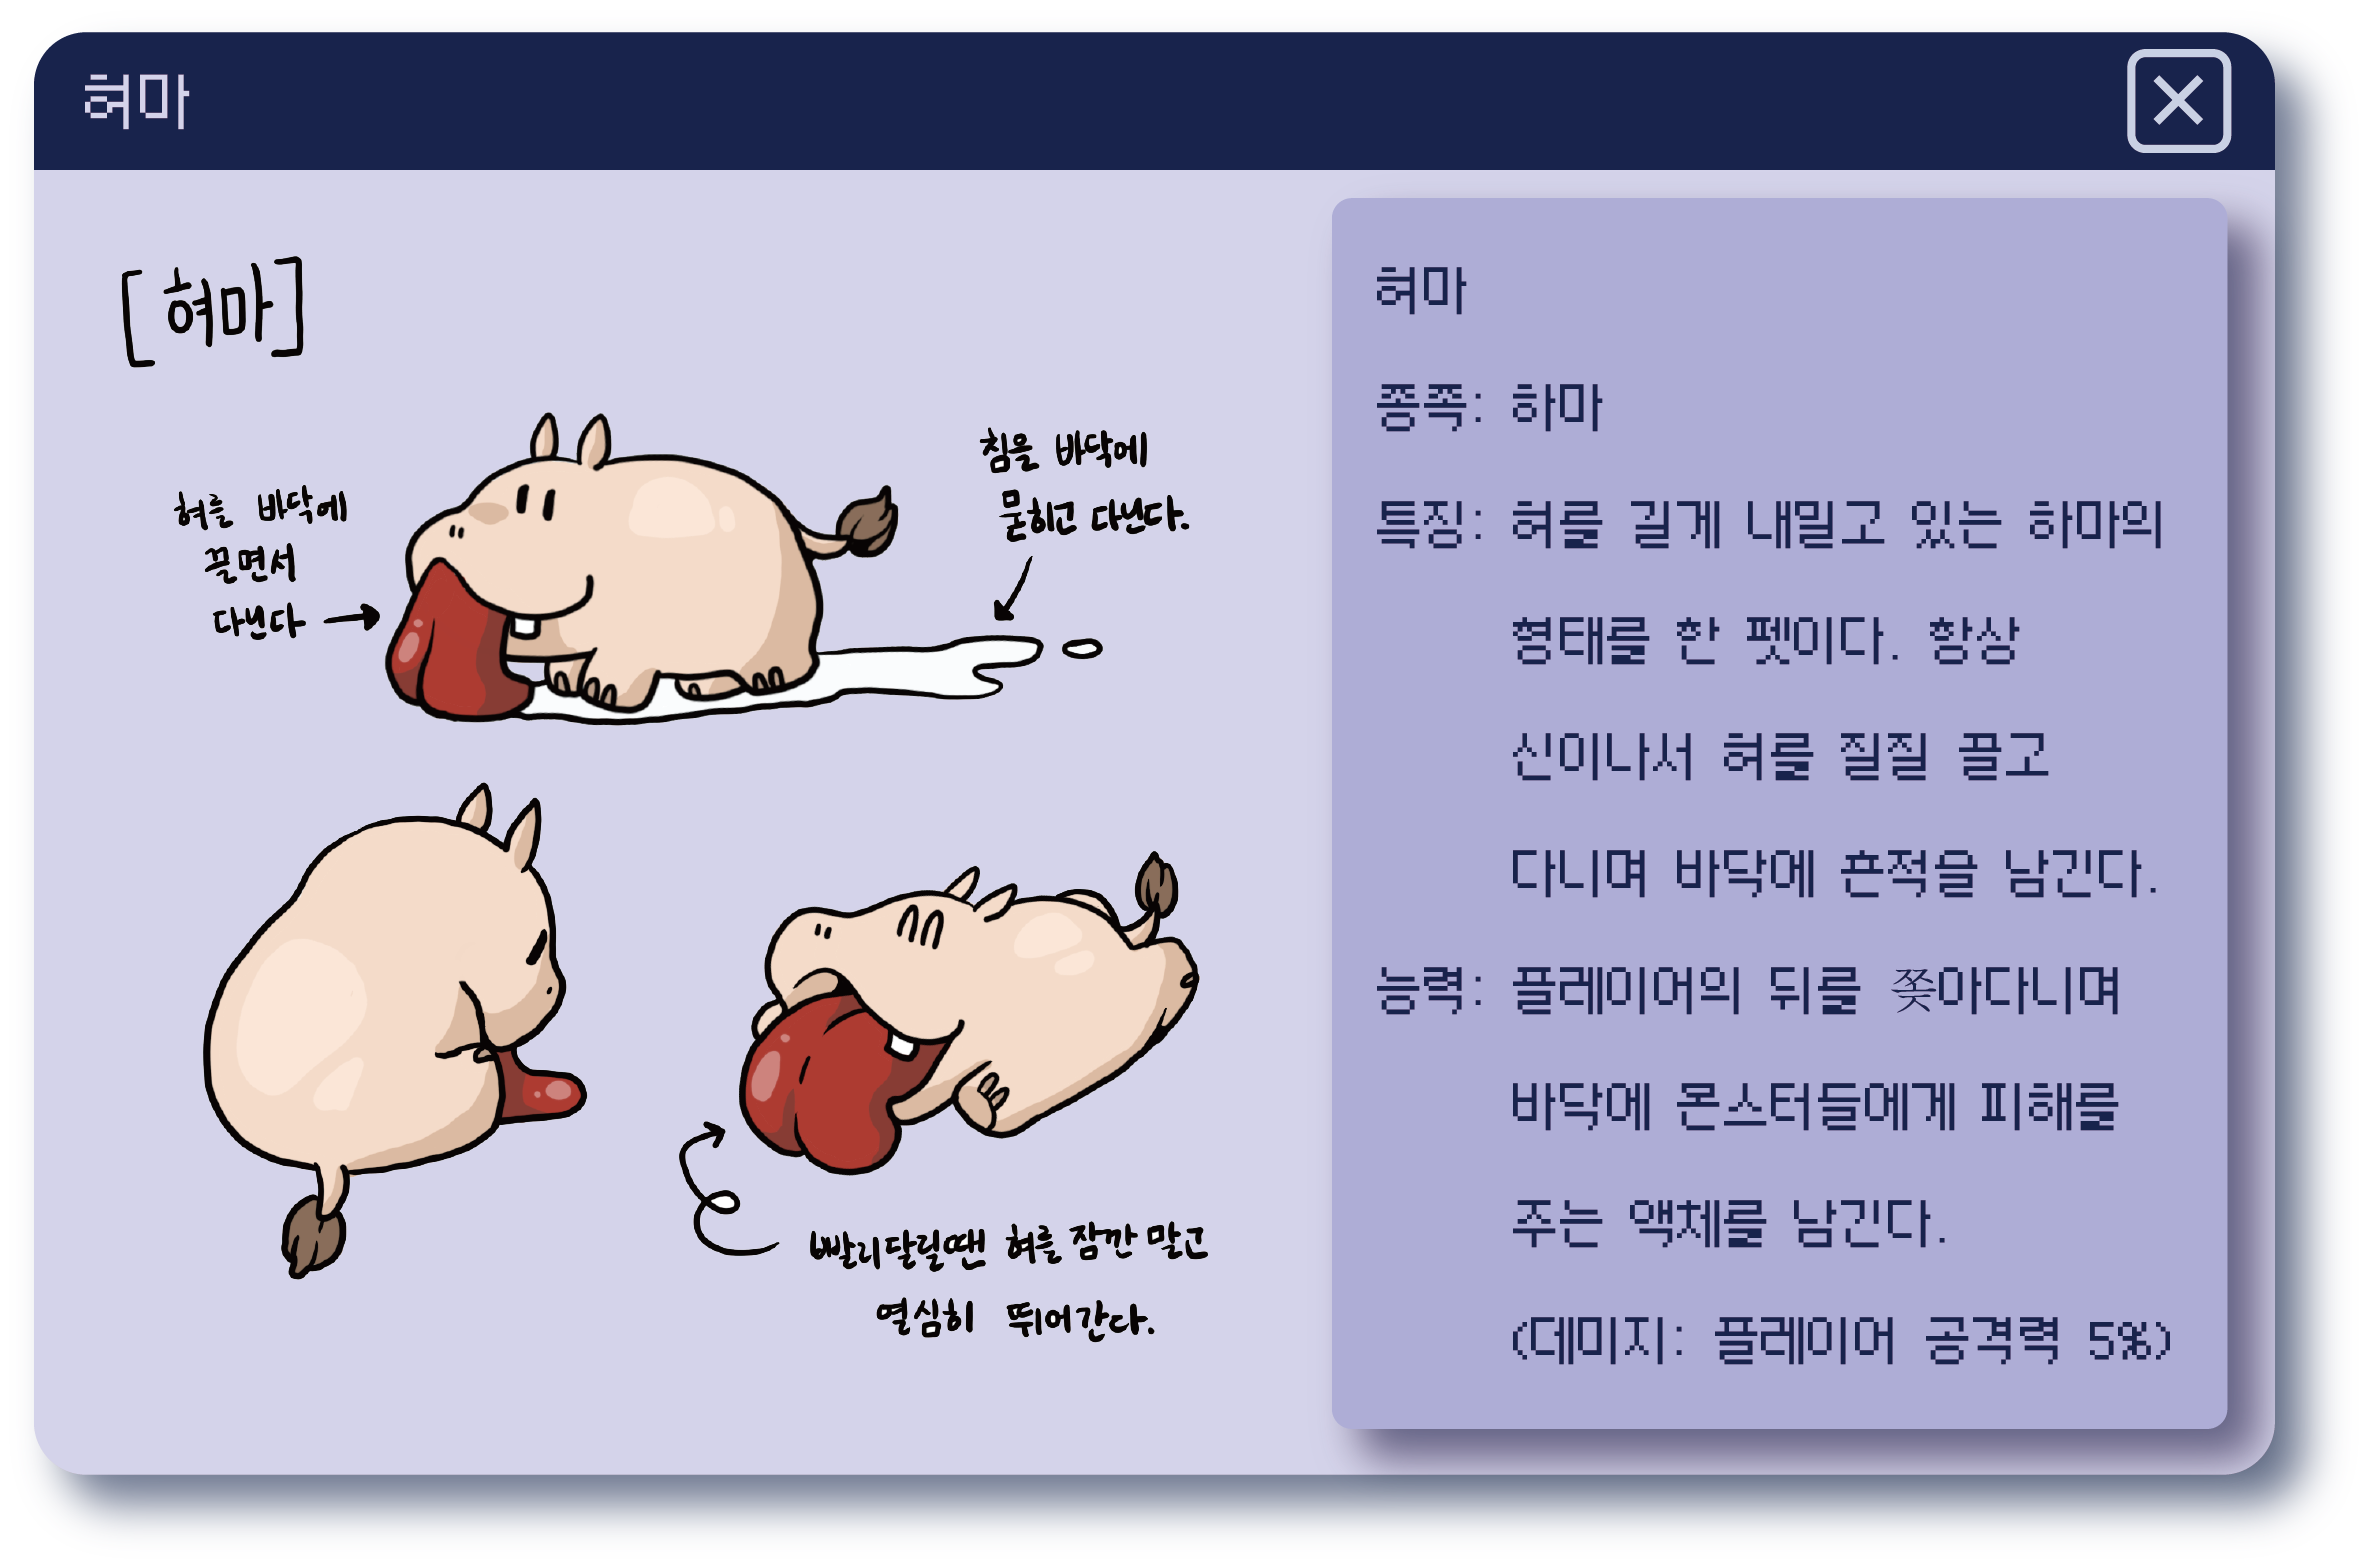 혀마
[혀마]
혀를 바닥에
끌면서
다닌다
침을 바닥에
묻히고 다닌다.
빨리달릴땐 혀를 잠깐 말고
열심히 뛰어간다.
혀마
종족: 하마
특징: 혀를 길게 내밀고 있는 하마의
형태를 한 펫이다. 항상
신이나서 혀를 질질 끌고
다니며 바닥에 흔적을 남긴다.
능력: 플레이어의 뒤를 쫒아다니며
바닥에 몬스터들에게 피해를
주는 액체를 남긴다.
(데미지: 플레이어 공격력 5%)